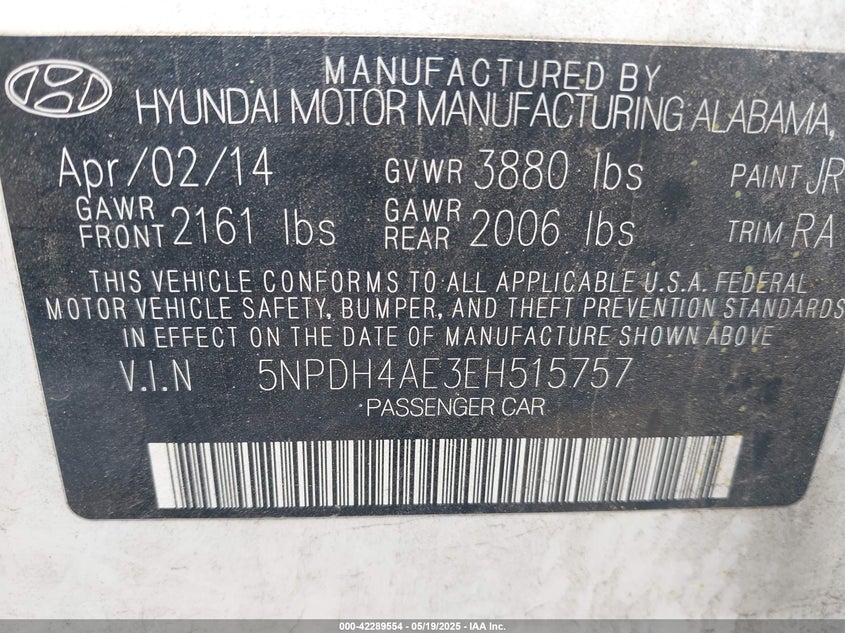 MANUFACTURED BY
HYUNDAI MOTOR MANUFACTURING ALABAMA,
Apr/02/14 GVWR 3880 lbs PAINT JR
GAWR FRONT 2161 lbs GAWR REAR 2006 lbs TRIM RA
THIS VEHICLE CONFORMS TO ALL APPLICABLE U.S.A. FEDERAL
MOTOR VEHICLE SAFETY, BUMPER, AND THEFT PREVENTION STANDARDS
IN EFFECT ON THE DATE OF MANUFACTURE SHOWN ABOVE
V.I.N 5NPDH4AE3EH515757
PASSENGER CAR
000-42289554 - 05/19/2025 - IAA Inc.